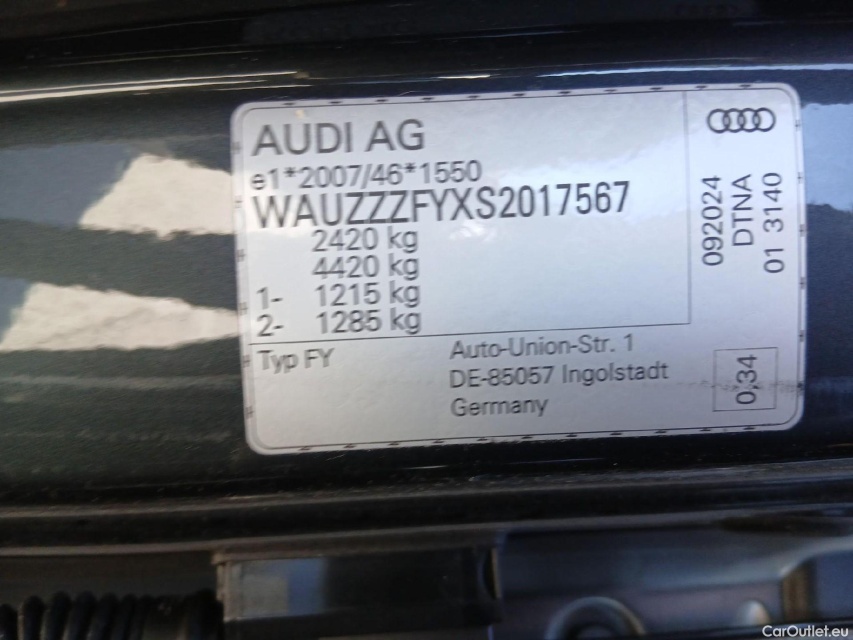 AUDI AG
e1*2007/46*1550
WAUZZZFYXS2017567
2420 kg
4420 kg
1- 1215 kg
2- 1285 kg
Typ FY
Auto-Union-Str. 1
DE-85057 Ingolstadt
Germany
092024
DTNA
01 3140
0,34
CarOutlet.eu